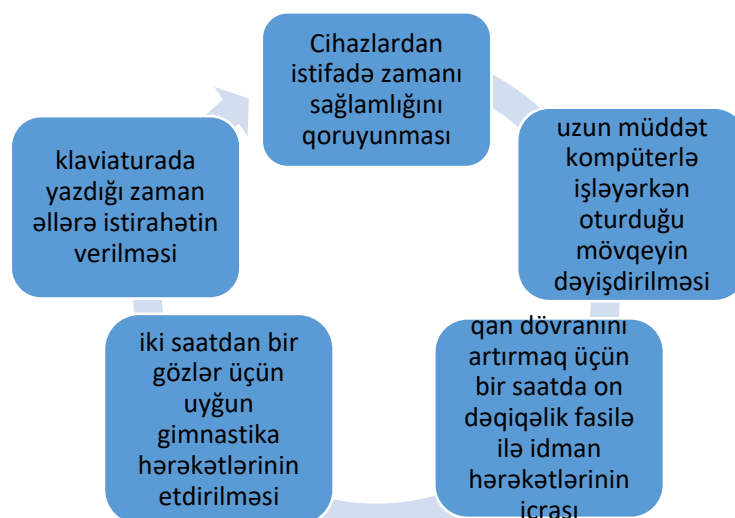 Cihazlardan
istifadə zamanı
sağlamlığını
qoruyunması
uzun müddət
kompüterlə
işləyərkən
oturduğu
mövqeyin
dəyişdirilməsi
qan dövranını
artırmaq üçün
bir saatda on
dəqiqəlik fasilə
ilə idman
hərəkətlərinin
icrası
iki saatdan bir
gözlər üçün
uyğun
gimnastika
hərəkətlərinin
etdirilməsi
klaviaturada
yazdığı zaman
əllərə istirahətin
verilməsi